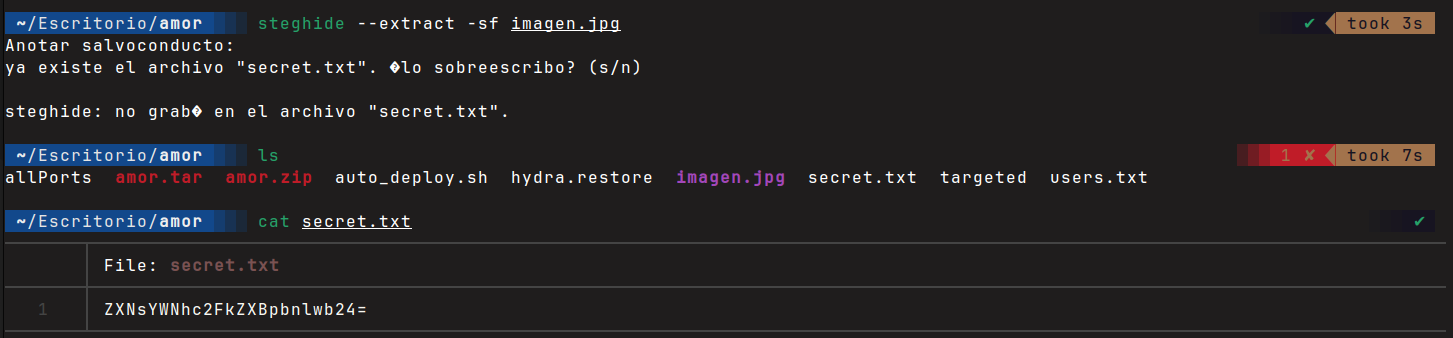 ~/Escritorio/amor steghide --extract -sf imagen.jpg ✔ took 3s
Anotar salvoconducto:
ya existe el archivo "secret.txt". �lo sobreescribo? (s/n)
steghide: no grab� en el archivo "secret.txt".
~/Escritorio/amor ls 1 ✘ took 7s
allPorts amor.tar amor.zip auto_deploy.sh hydra.restore imagen.jpg secret.txt targeted users.txt
~/Escritorio/amor cat secret.txt ✔
File: secret.txt
1 ZXNsYWNhc2FkZXBpbnlwb24=